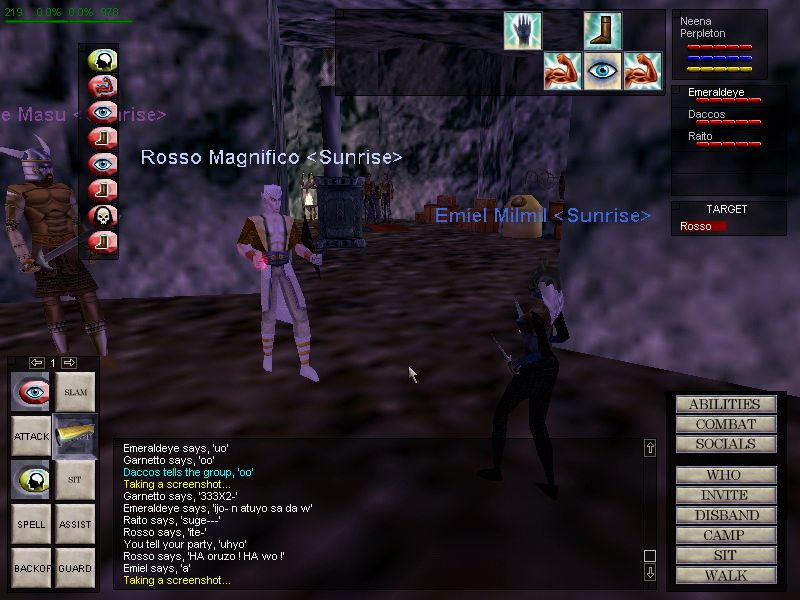 219 0.0% 0.0% 978
Neena
Perpleton
e Masu <Sunrise>
Emeraldeye
Daccos
Raito
Rosso Magnifico <Sunrise>
Emiel Milmil <Sunrise>
TARGET
Rosso
1
SLAM
ATTACK
SIT
SPELL
ASSIST
BACKOF
GUARD
Emeraldeye says, 'uo'
Garnetto says, 'oo'
Daccos tells the group, 'oo'
Taking a screenshot...
Garnetto says, '333X2-'
Emeraldeye says, 'ijo- n atuyo sa da w'
Raito says, 'suge---'
Rosso says, 'ite-'
You tell your party, 'uhyo'
Rosso says, 'HA oruzo ! HA wo !'
Emiel says, 'a'
Taking a screenshot...
ABILITIES
COMBAT
SOCIALS
WHO
INVITE
DISBAND
CAMP
SIT
WALK